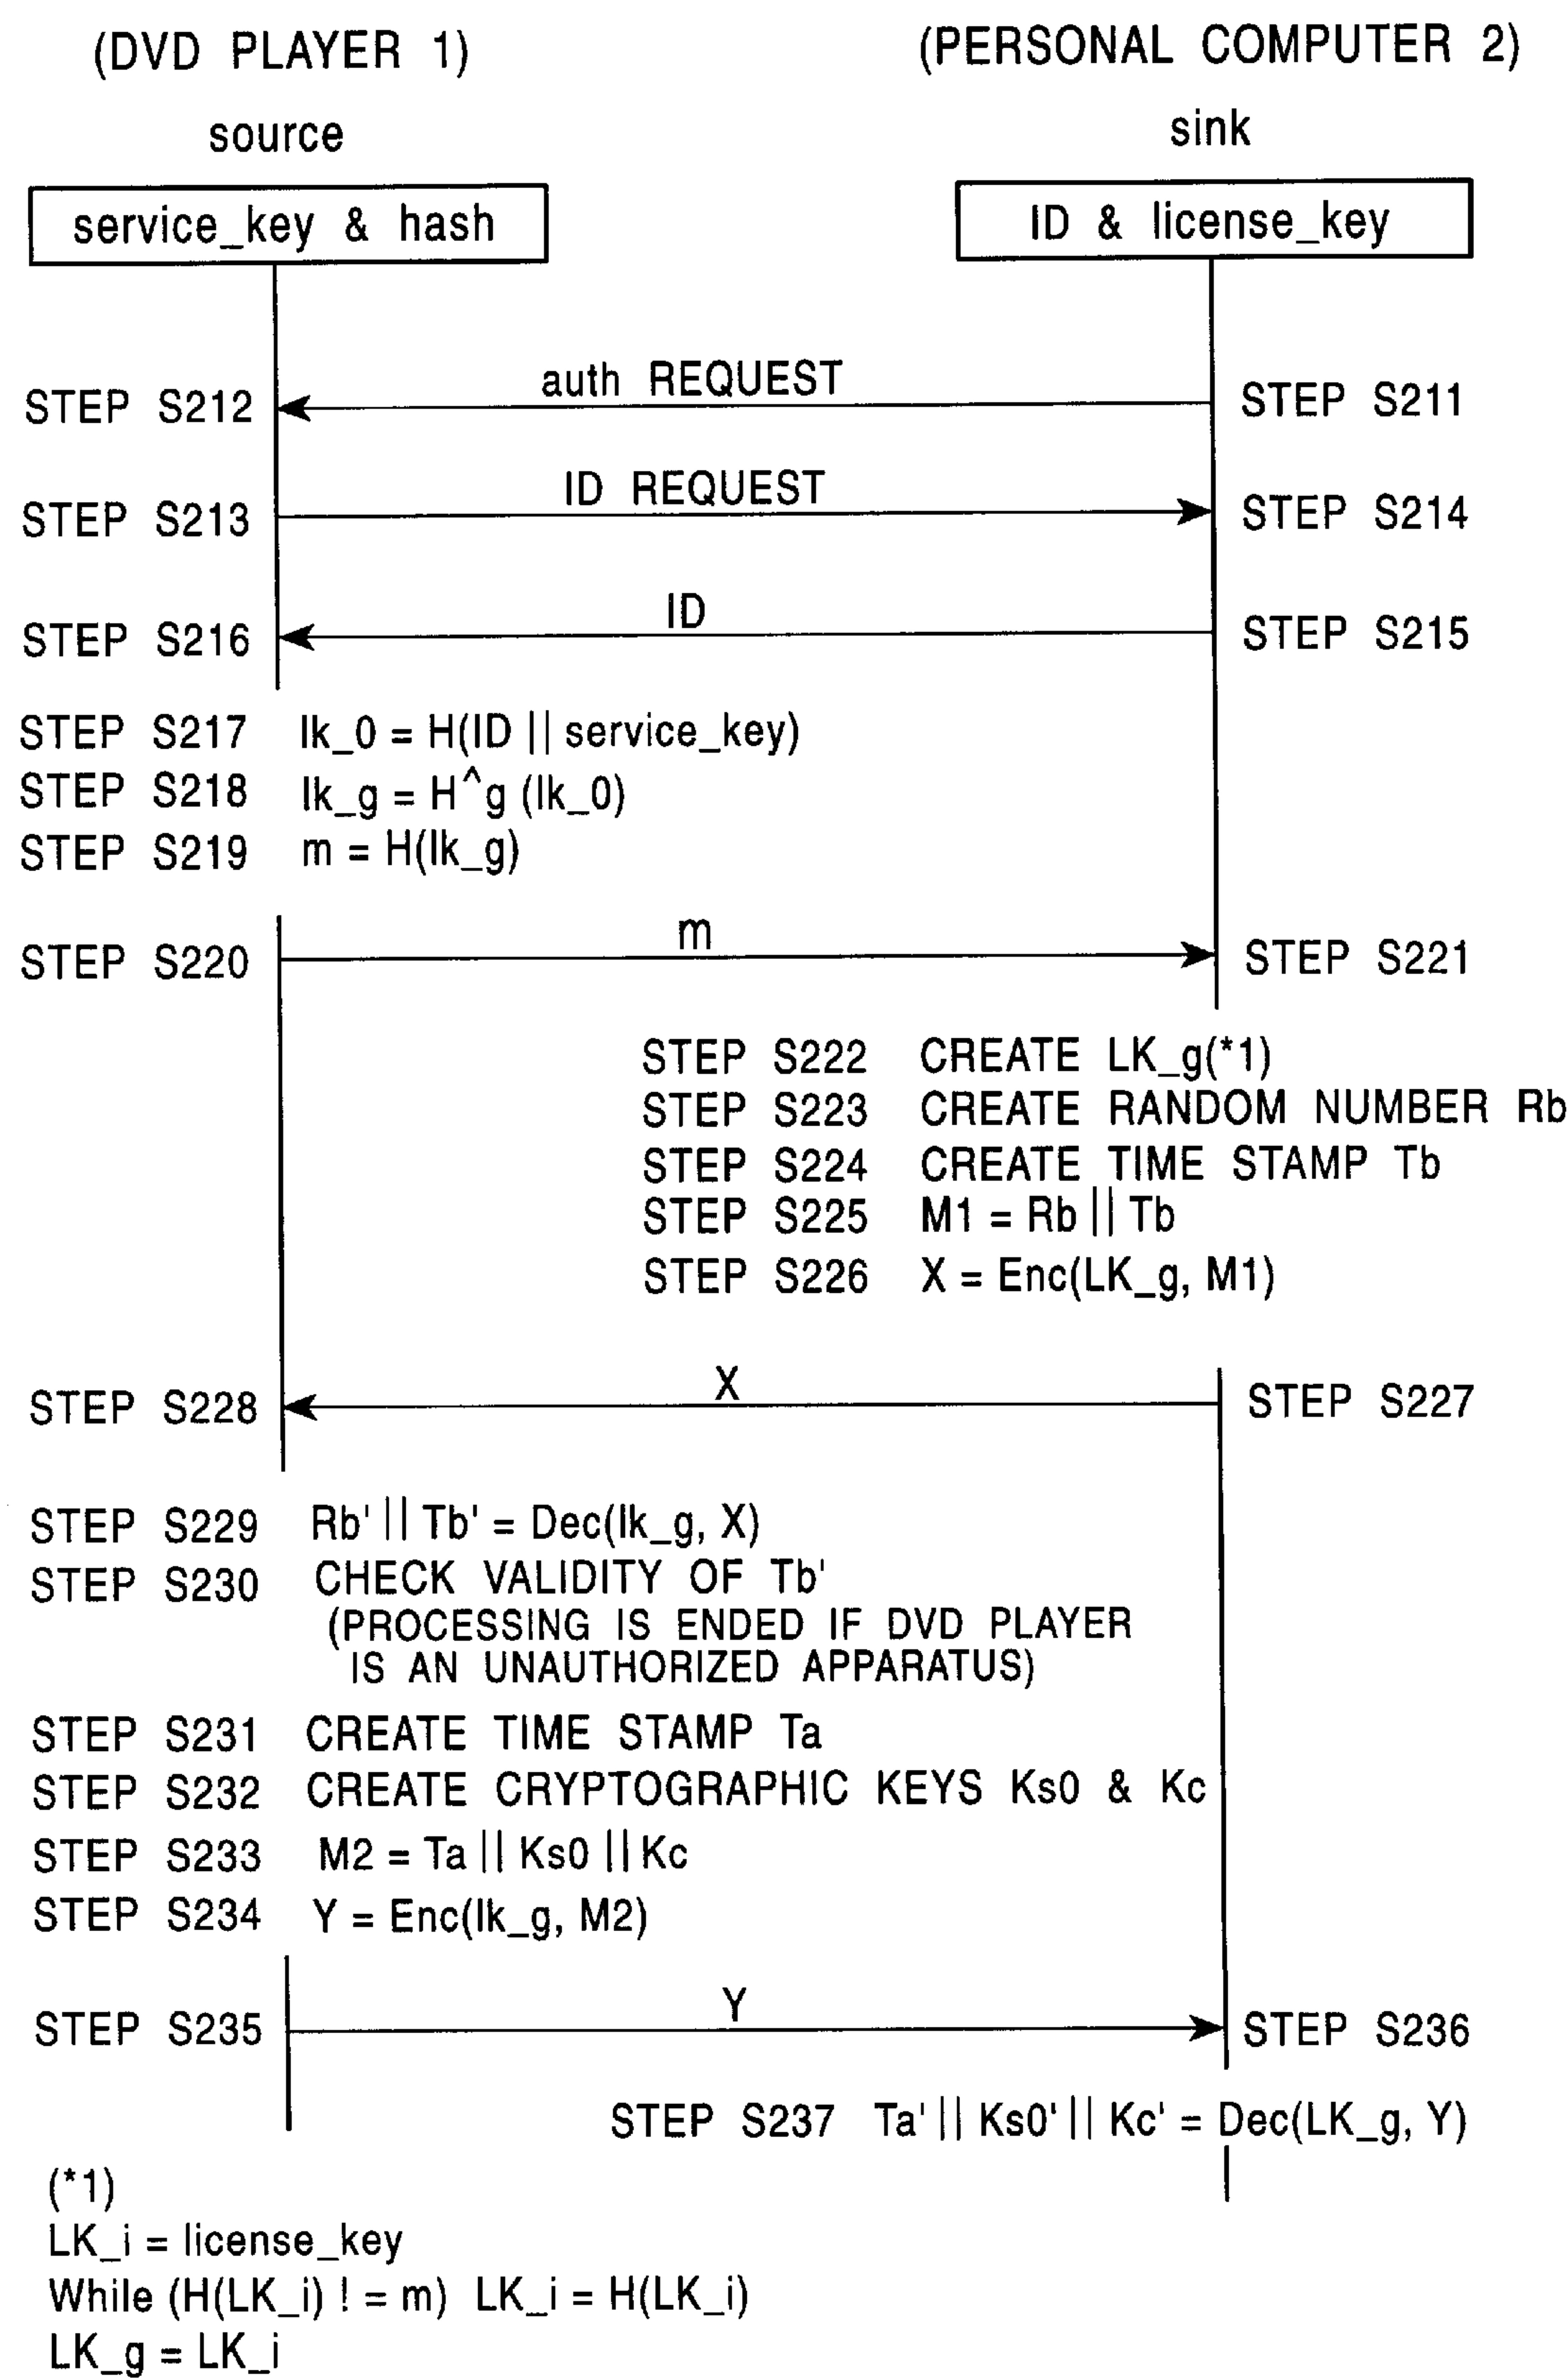 (DVD PLAYER 1)
(PERSONAL COMPUTER 2)
source
sink
service_key & hash
ID & license_key
auth REQUEST
STEP S212
STEP S211
ID REQUEST
STEP S213
STEP S214
ID
STEP S216
STEP S215
STEP S217 lk_0 = H(ID || service_key)
STEP S218 lk_g = H^g (lk_0)
STEP S219 m = H(lk_g)
m
STEP S220
STEP S221
STEP S222 CREATE LK_g(*1)
STEP S223 CREATE RANDOM NUMBER Rb
STEP S224 CREATE TIME STAMP Tb
STEP S225 M1 = Rb || Tb
STEP S226 X = Enc(LK_g, M1)
X
STEP S228
STEP S227
STEP S229 Rb' || Tb' = Dec(lk_g, X)
STEP S230 CHECK VALIDITY OF Tb'
(PROCESSING IS ENDED IF DVD PLAYER
IS AN UNAUTHORIZED APPARATUS)
STEP S231 CREATE TIME STAMP Ta
STEP S232 CREATE CRYPTOGRAPHIC KEYS Ks0 & Kc
STEP S233 M2 = Ta || Ks0 || Kc
STEP S234 Y = Enc(lk_g, M2)
Y
STEP S235
STEP S236
STEP S237 Ta' || Ks0' || Kc' = Dec(LK_g, Y)
(*1)
LK_i = license_key
While (H(LK_i) ! = m) LK_i = H(LK_i)
LK_g = LK_i